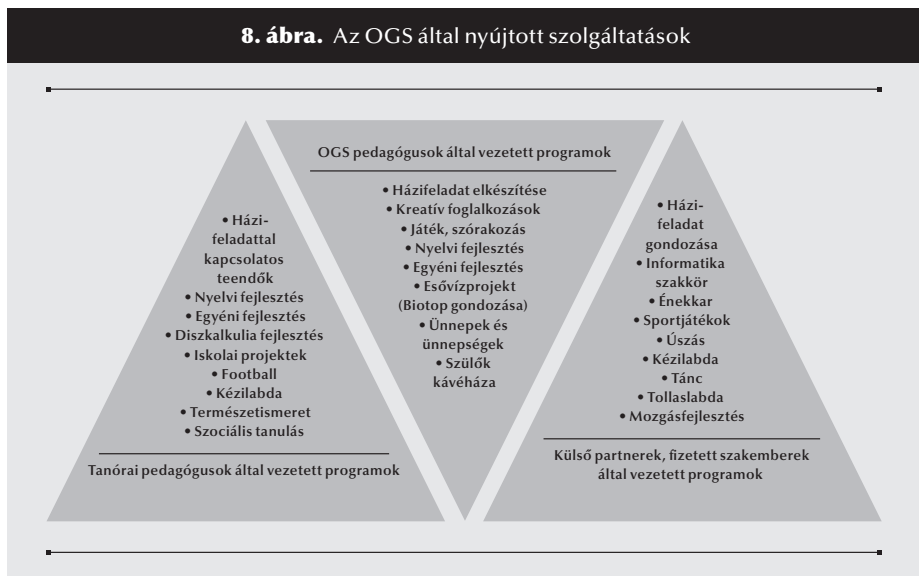 8. ábra. Az OGS által nyújtott szolgáltatások
• Házi-
feladattal
kapcsolatos
teendők
• Nyelvi fejlesztés
• Egyéni fejlesztés
• Diszkalkulia fejlesztés
• Iskolai projektek
• Football
• Kézilabda
• Természetismeret
• Szociális tanulás
Tanórai pedagógusok által vezetett programok
OGS pedagógusok által vezetett programok
• Házifeladat elkészítése
• Kreatív foglalkozások
• Játék, szórakozás
• Nyelvi fejlesztés
• Egyéni fejlesztés
• Esővízprojekt
(Biotop gondozása)
• Ünnepek és
ünnepségek
• Szülők
kávéháza
• Házi-
feladat
gondozása
• Informatika
szakkör
• Énekkar
• Sportjátékok
• Úszás
• Kézilabda
• Tánc
• Tollaslabda
• Mozgásfejlesztés
Külső partnerek, fizetett szakemberek
által vezetett programok